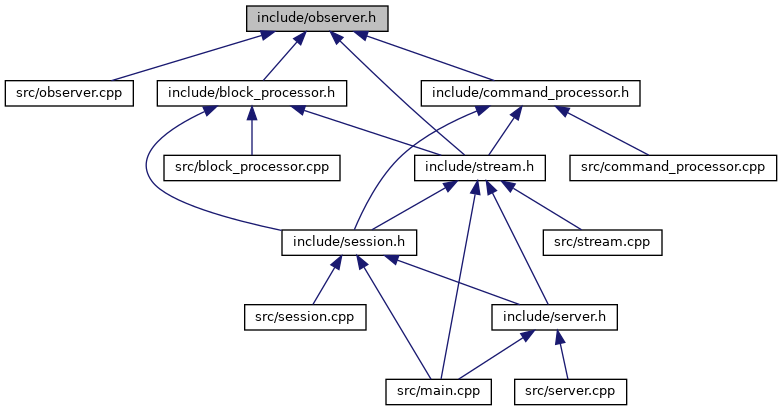 include/observer.h
src/observer.cpp
include/block_processor.h
include/command_processor.h
src/block_processor.cpp
include/stream.h
src/command_processor.cpp
include/session.h
src/stream.cpp
src/session.cpp
include/server.h
src/main.cpp
src/server.cpp